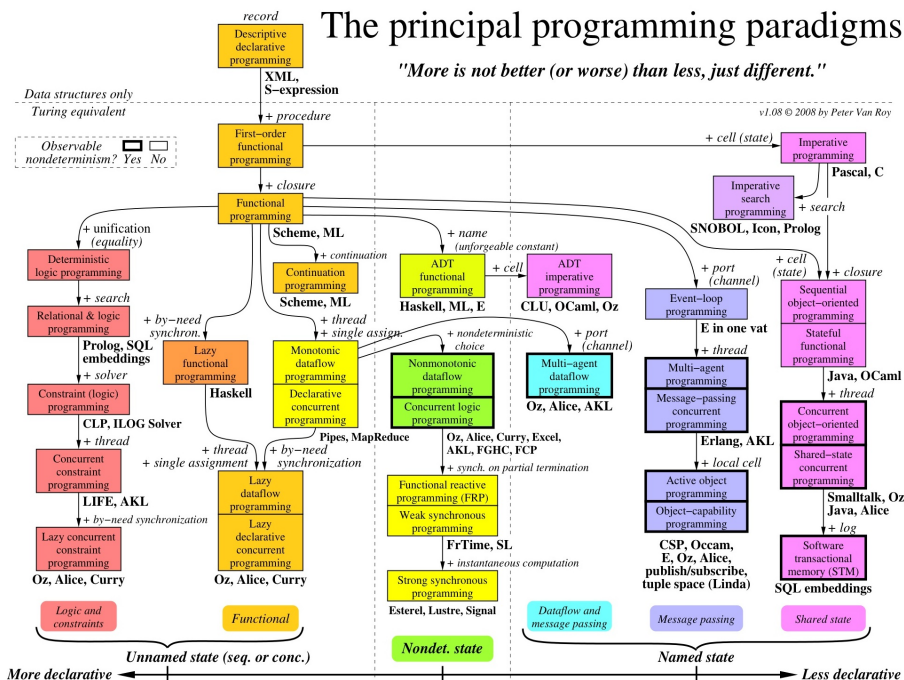 The principal programming paradigms
"More is not better (or worse) than less, just different."
v1.08 © 2008 by Peter Van Roy
record
Descriptive
declarative
programming
XML,
S−expression
Data structures only
Turing equivalent
+ procedure
Observable
nondeterminism? Yes No
First−order
functional
programming
+ cell (state)
Imperative
programming
Pascal, C
+ closure
Functional
programming
Scheme, ML
Imperative
search
programming
+ search
SNOBOL, Icon, Prolog
+ unification
(equality)
Deterministic
logic programming
+ search
Relational & logic
programming
Prolog, SQL
embeddings
+ solver
Constraint (logic)
programming
CLP, ILOG Solver
+ thread
Concurrent
constraint
programming
LIFE, AKL
+ by−need synchronization
Lazy concurrent
constraint
programming
Oz, Alice, Curry
+ continuation
Continuation
programming
Scheme, ML
+ by−need
synchron.
Lazy
functional
programming
Haskell
+ thread
+ single assignment
+ thread
+ single assign.
Monotonic
dataflow
programming
Declarative
concurrent
programming
Pipes, MapReduce
+ by−need
synchronization
Lazy
dataflow
programming
Lazy
declarative
concurrent
programming
Oz, Alice, Curry
+ name
(unforgeable constant)
ADT
functional
programming
Haskell, ML, E
+ cell
ADT
imperative
programming
CLU, OCaml, Oz
+ nondeterministic
choice
Nonmonotonic
dataflow
programming
Concurrent logic
programming
Oz, Alice, Curry, Excel,
AKL, FGHC, FCP
+ synch. on partial termination
Functional reactive
programming (FRP)
Weak synchronous
programming
FrTime, SL
+ instantaneous computation
Strong synchronous
programming
Esterel, Lustre, Signal
+ port
(channel)
Multi−agent
dataflow
programming
Oz, Alice, AKL
+ port
(channel)
Event−loop
programming
E in one vat
+ thread
Multi−agent
programming
Message−passing
concurrent
programming
Erlang, AKL
+ local cell
Active object
programming
Object−capability
programming
CSP, Occam,
E, Oz, Alice,
publish/subscribe,
tuple space (Linda)
+ cell
(state)
+ closure
Sequential
object−oriented
programming
Stateful
functional
programming
Java, OCaml
+ thread
Concurrent
object−oriented
programming
Shared−state
concurrent
programming
Smalltalk, Oz
Java, Alice
+ log
Software
transactional
memory (STM)
SQL embeddings
Logic and
constraints
Functional
Dataflow and
message passing
Message passing
Shared state
Unnamed state (seq. or conc.)
Nondet. state
Named state
More declarative
Less declarative